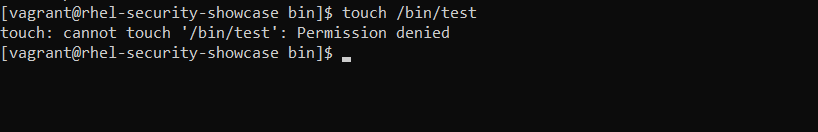 [vagrant@rhel-security-showcase bin]$ touch /bin/test
touch: cannot touch '/bin/test': Permission denied
[vagrant@rhel-security-showcase bin]$